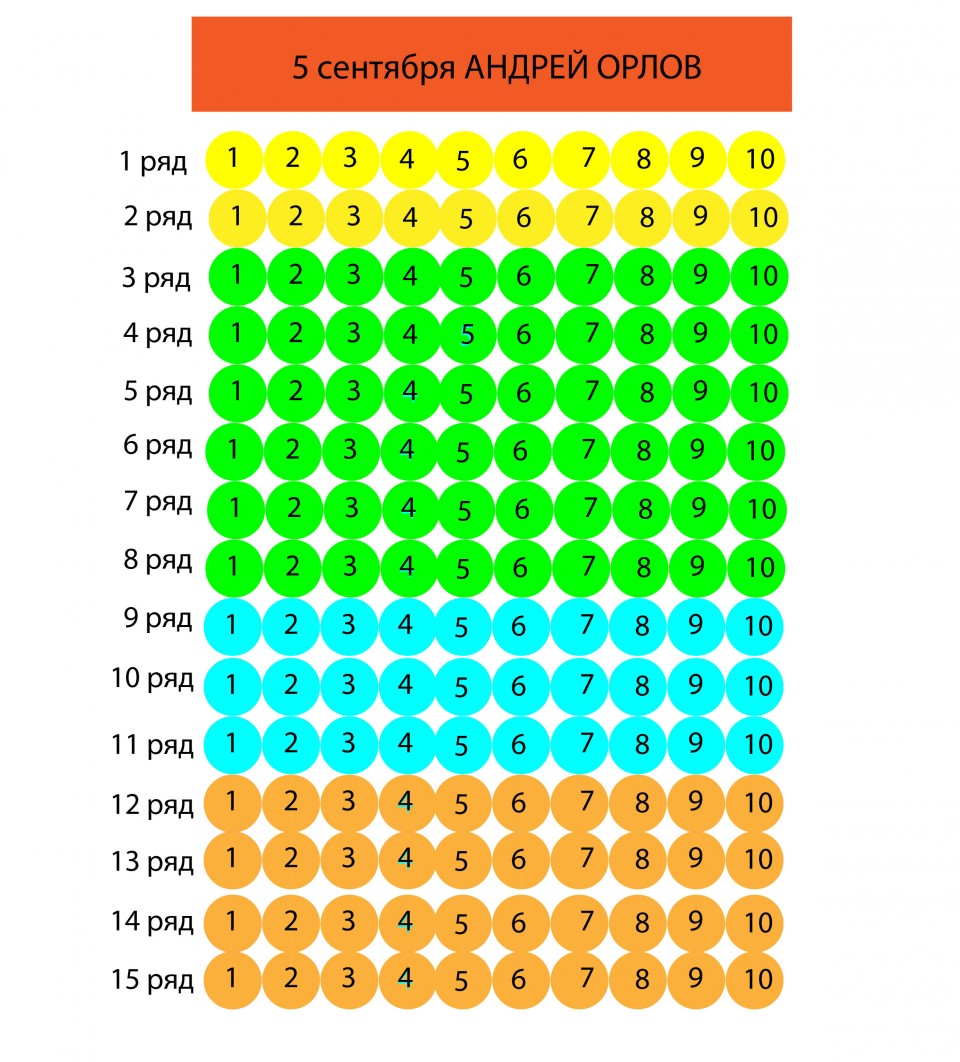 5 сентября АНДРЕЙ ОРЛОВ
1 ряд 1 2 3 4 5 6 7 8 9 10
2 ряд 1 2 3 4 5 6 7 8 9 10
3 ряд 1 2 3 4 5 6 7 8 9 10
4 ряд 1 2 3 4 5 6 7 8 9 10
5 ряд 1 2 3 4 5 6 7 8 9 10
6 ряд 1 2 3 4 5 6 7 8 9 10
7 ряд 1 2 3 4 5 6 7 8 9 10
8 ряд 1 2 3 4 5 6 7 8 9 10
9 ряд 1 2 3 4 5 6 7 8 9 10
10 ряд 1 2 3 4 5 6 7 8 9 10
11 ряд 1 2 3 4 5 6 7 8 9 10
12 ряд 1 2 3 4 5 6 7 8 9 10
13 ряд 1 2 3 4 5 6 7 8 9 10
14 ряд 1 2 3 4 5 6 7 8 9 10
15 ряд 1 2 3 4 5 6 7 8 9 10